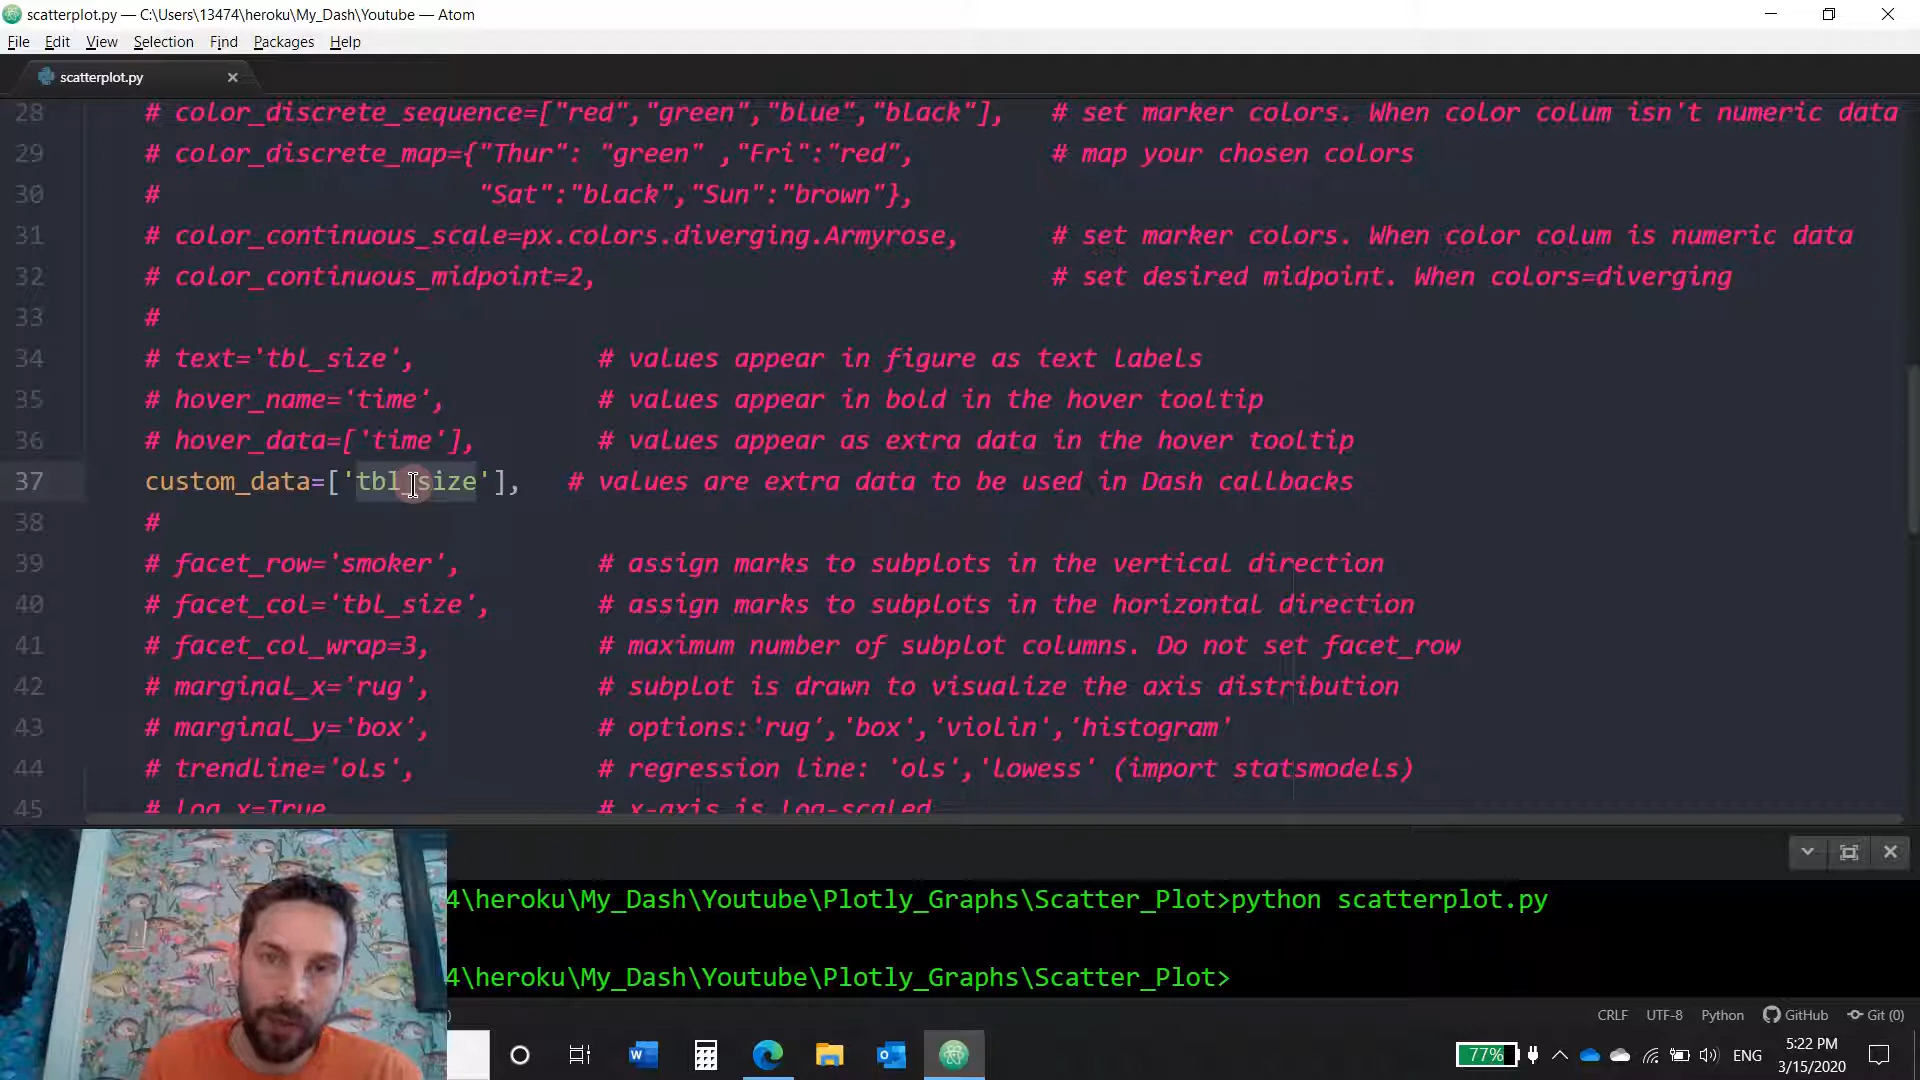 scatterplot.py — C:\Users\13474\heroku\My_Dash\Youtube — Atom
File Edit View Selection Find Packages Help
scatterplot.py
28 # color_discrete_sequence=["red","green","blue","black"], # set marker colors. When color colum isn't numeric data
29 # color_discrete_map={"Thur": "green" ,"Fri":"red", # map your chosen colors
30 # "Sat":"black","Sun":"brown"},
31 # color_continuous_scale=px.colors.diverging.Armyrose, # set marker colors. When color colum is numeric data
32 # color_continuous_midpoint=2, # set desired midpoint. When colors=diverging
33 #
34 # text='tbl_size', # values appear in figure as text labels
35 # hover_name='time', # values appear in bold in the hover tooltip
36 # hover_data=['time'], # values appear as extra data in the hover tooltip
37 custom_data=['tbl_size'], # values are extra data to be used in Dash callbacks
38 #
39 # facet_row='smoker', # assign marks to subplots in the vertical direction
40 # facet_col='tbl_size', # assign marks to subplots in the horizontal direction
41 # facet_col_wrap=3, # maximum number of subplot columns. Do not set facet_row
42 # marginal_x='rug', # subplot is drawn to visualize the axis distribution
43 # marginal_y='box', # options:'rug','box','violin','histogram'
44 # trendline='ols', # regression line: 'ols','lowess' (import statsmodels)
45 # log_x=True # x-axis is log-scaled
4\heroku\My_Dash\Youtube\Plotly_Graphs\Scatter_Plot>python scatterplot.py
4\heroku\My_Dash\Youtube\Plotly_Graphs\Scatter_Plot>
) CRLF UTF-8 Python GitHub Git (0)
77% ENG 5:22 PM
3/15/2020